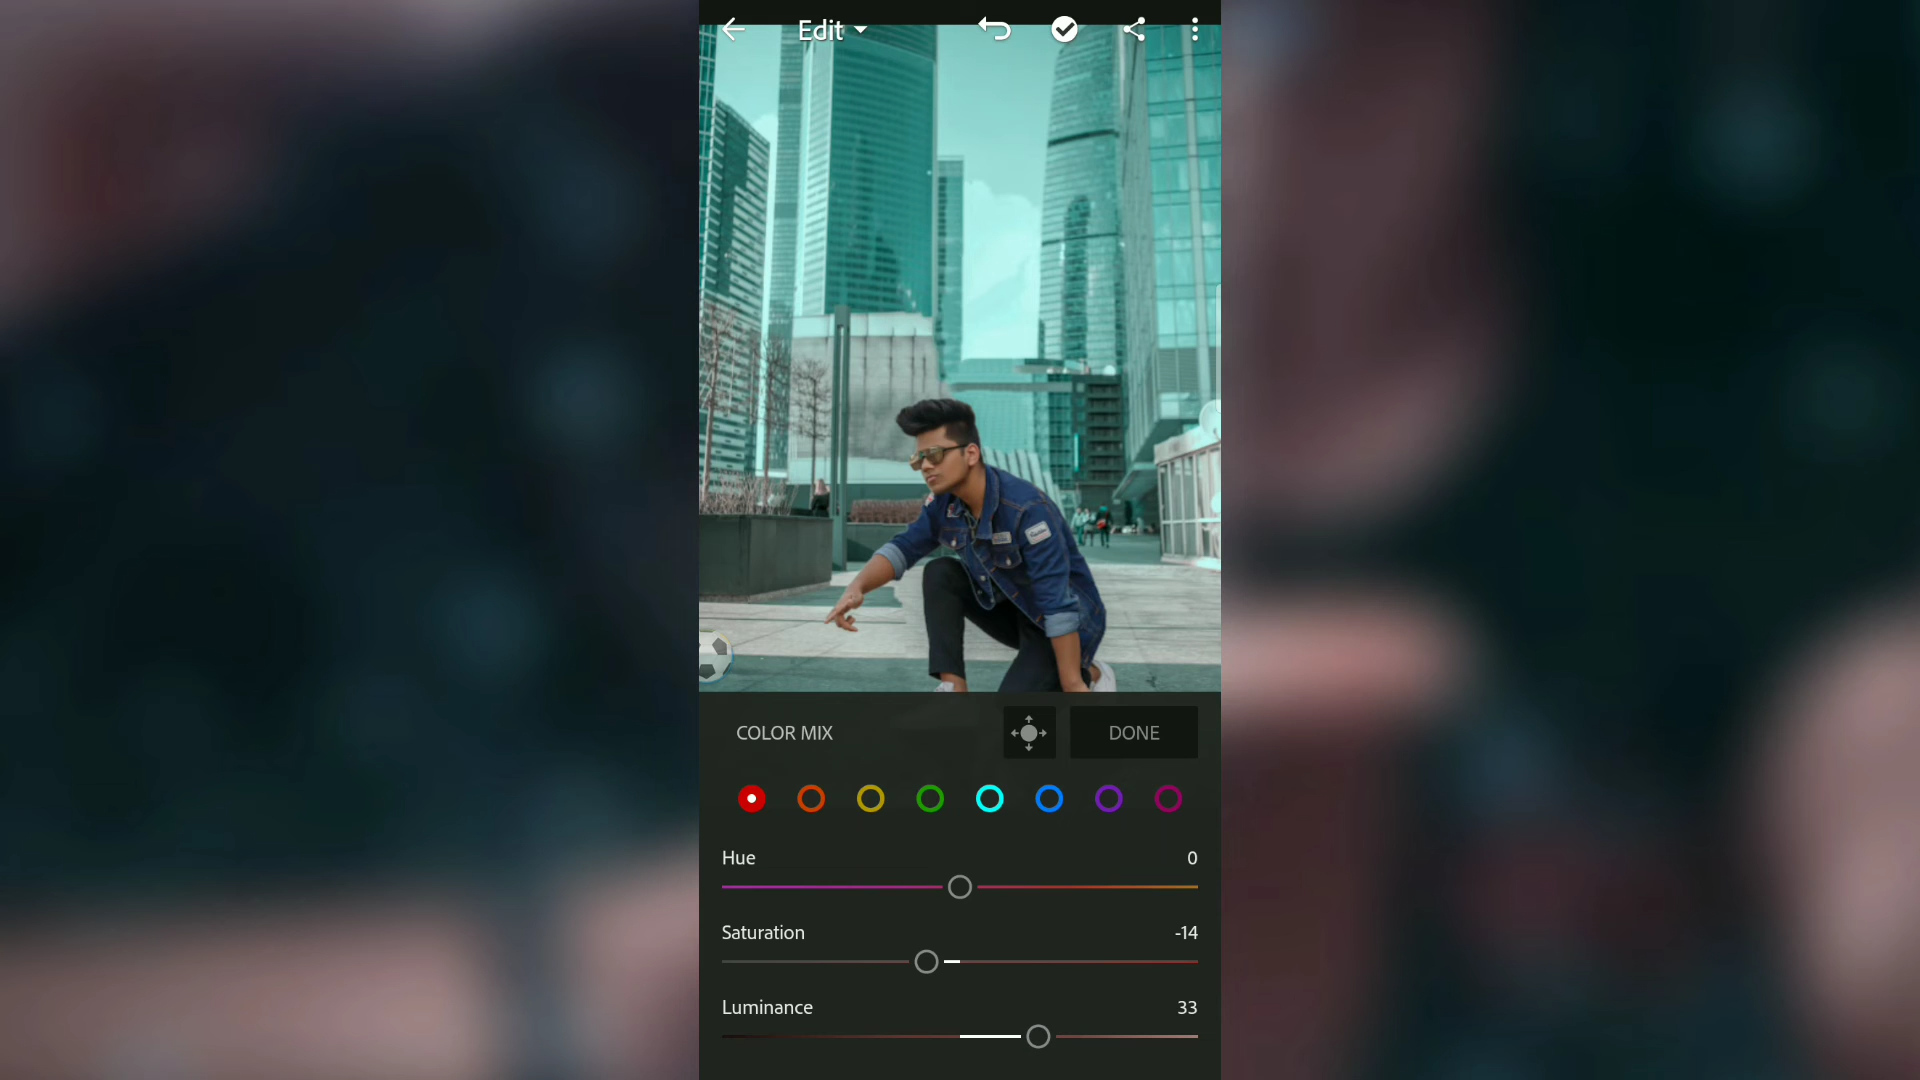 Edit
COLOR MIX
DONE
Hue 0
Saturation -14
Luminance 33